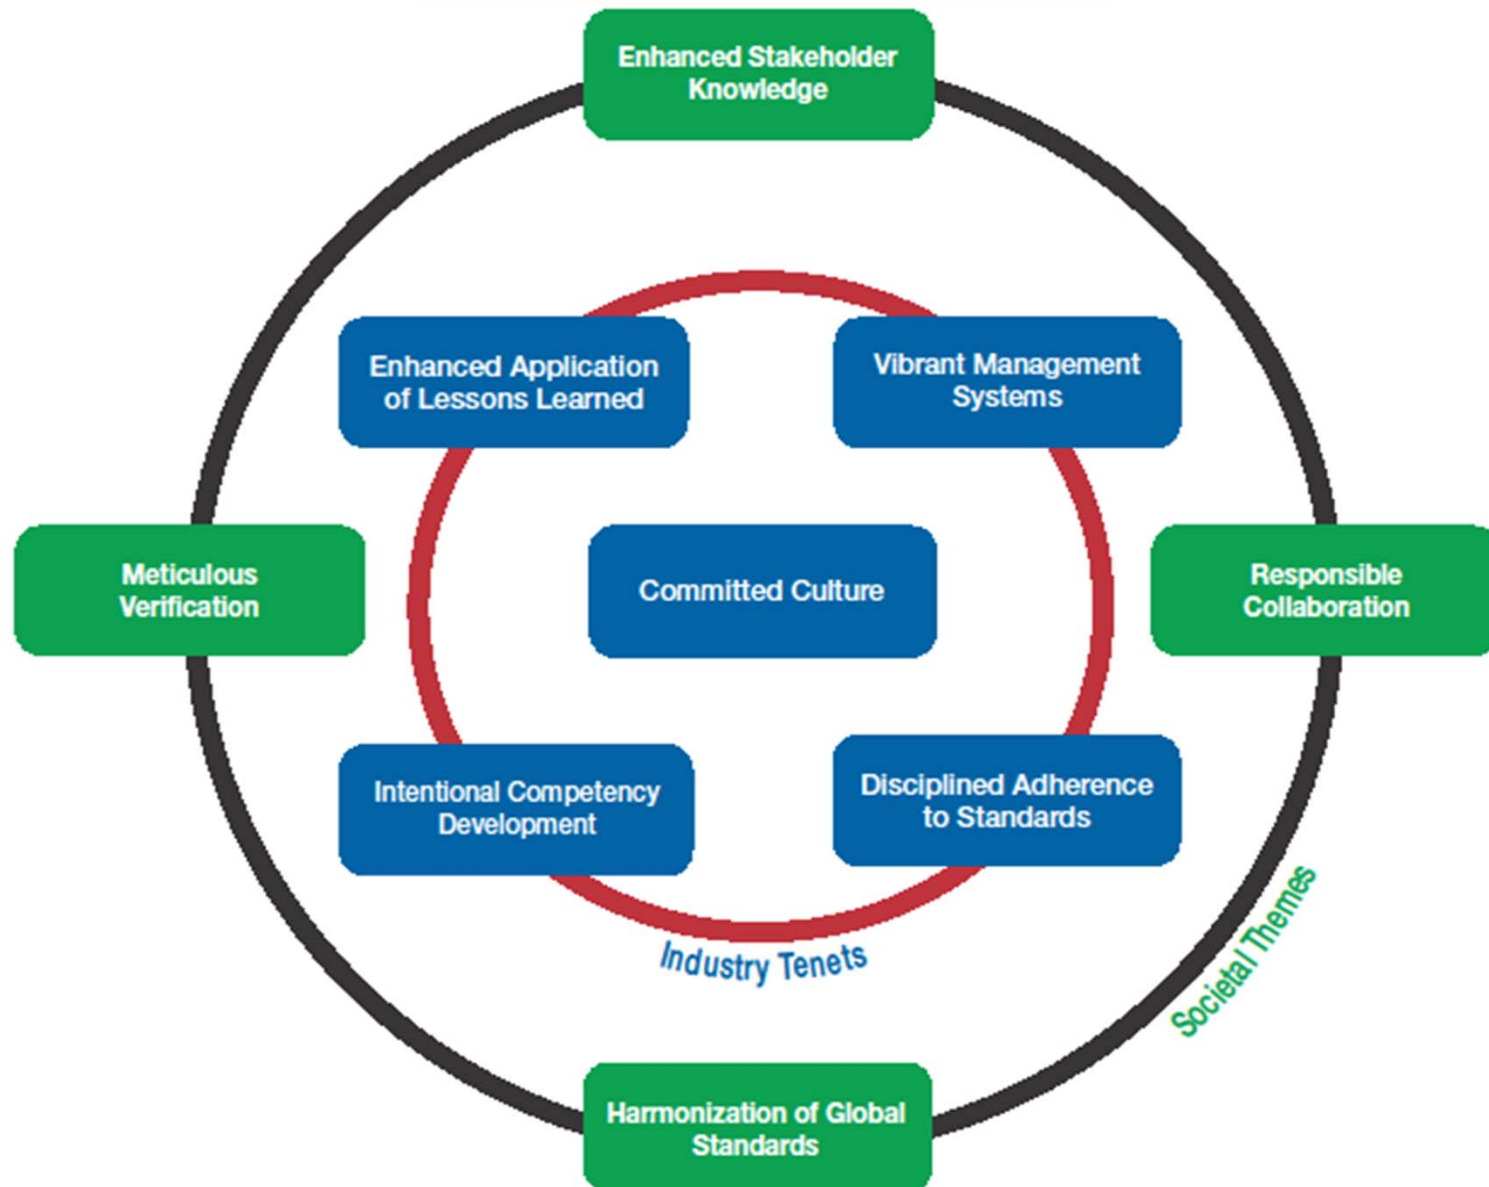 Enhanced Stakeholder
Knowledge
Enhanced Application
of Lessons Learned
Vibrant Management
Systems
Meticulous
Verification
Committed Culture
Responsible
Collaboration
Intentional Competency
Development
Disciplined Adherence
to Standards
Industry Tenets
Societal Themes
Harmonization of Global
Standards